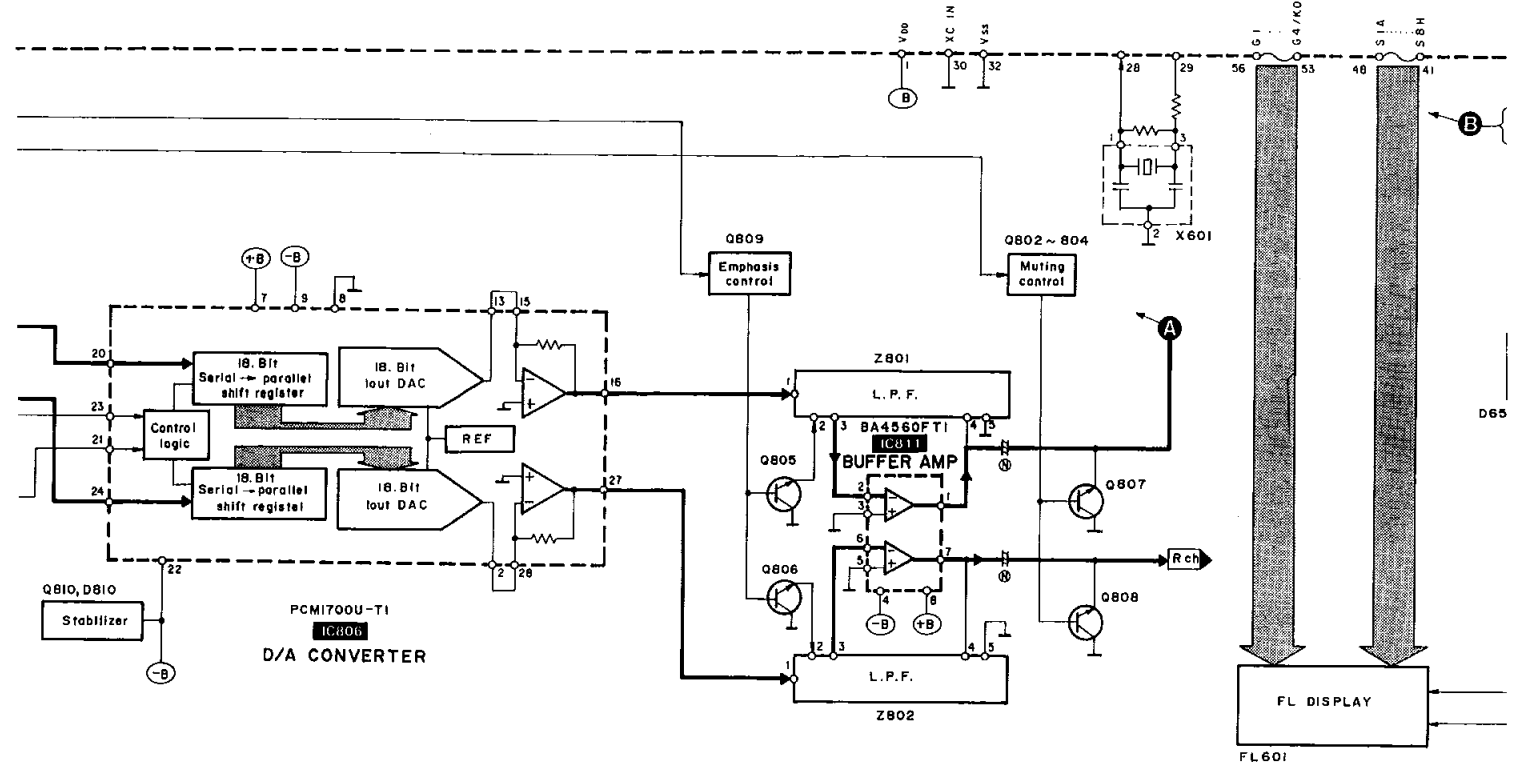 VDD
XC IN
VSS
G1
G4/K0
S1A
S8H
1
30
32
28
29
56
53
48
41
B
B
1
3
2
X601
Q809
Q802~804
Emphasis
control
Muting
control
+B
-B
7
9
8
13
15
A
20
18. Bit
Serial → parallel
shift register
18. Bit
Iout DAC
−
+
16
Z801
1
L.P.F.
2
3
4
5
D65
23
Control
logic
21
REF
BA4560FT1
IC811
BUFFER AMP
N
24
18. Bit
Serial → parallel
shift register
18. Bit
Iout DAC
+
−
27
Q805
2
−
3
+
1
Q807
6
−
5
+
7
N
R ch
22
2
28
Q806
4
8
-B
+B
Q808
Q810, D810
Stabilizer
-B
PCM1700U-T1
IC806
D/A CONVERTER
1
2
3
4
5
L.P.F.
Z802
FL DISPLAY
FL601